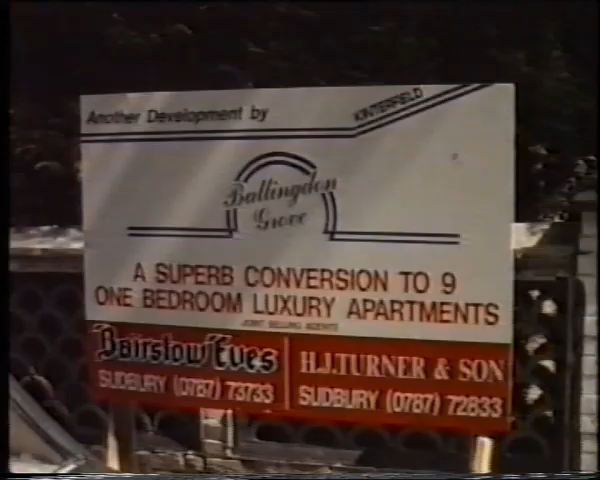 Another Development by KINTERFIELD
Ballingdon
Grove
A SUPERB CONVERSION TO 9
ONE BEDROOM LUXURY APARTMENTS
JOINT SELLING AGENTS
Bairstow Eves
SUDBURY (0787) 73733
H.J.TURNER & SON
SUDBURY (0787) 72833